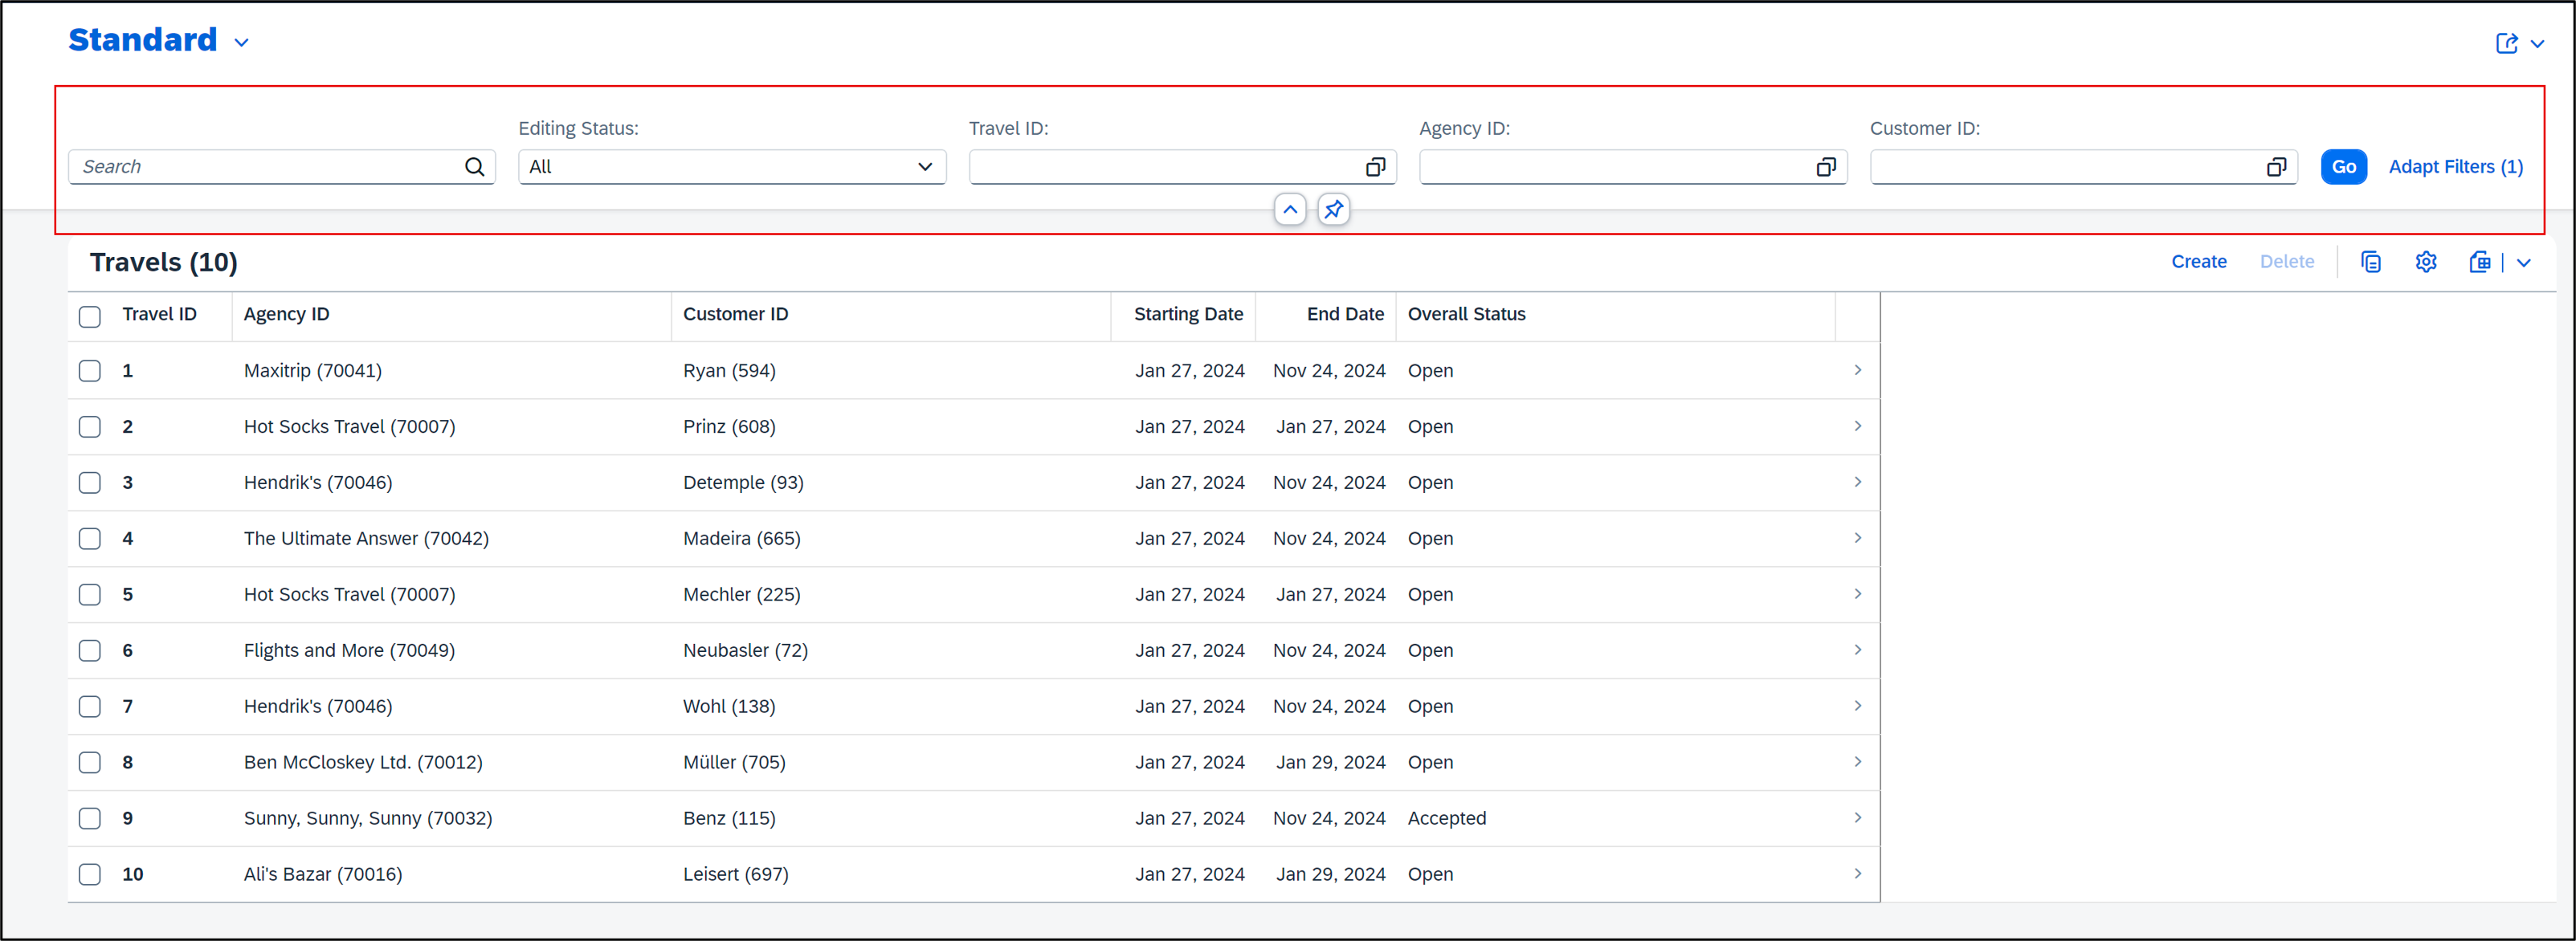 Standard
Editing Status: Travel ID: Agency ID: Customer ID:
Search All Go Adapt Filters (1)
Travels (10) Create Delete
Travel ID Agency ID Customer ID Starting Date End Date Overall Status
1 Maxitrip (70041) Ryan (594) Jan 27, 2024 Nov 24, 2024 Open
2 Hot Socks Travel (70007) Prinz (608) Jan 27, 2024 Jan 27, 2024 Open
3 Hendrik's (70046) Detemple (93) Jan 27, 2024 Nov 24, 2024 Open
4 The Ultimate Answer (70042) Madeira (665) Jan 27, 2024 Nov 24, 2024 Open
5 Hot Socks Travel (70007) Mechler (225) Jan 27, 2024 Jan 27, 2024 Open
6 Flights and More (70049) Neubasler (72) Jan 27, 2024 Nov 24, 2024 Open
7 Hendrik's (70046) Wohl (138) Jan 27, 2024 Nov 24, 2024 Open
8 Ben McCloskey Ltd. (70012) Müller (705) Jan 27, 2024 Jan 29, 2024 Open
9 Sunny, Sunny, Sunny (70032) Benz (115) Jan 27, 2024 Nov 24, 2024 Accepted
10 Ali's Bazar (70016) Leisert (697) Jan 27, 2024 Jan 29, 2024 Open